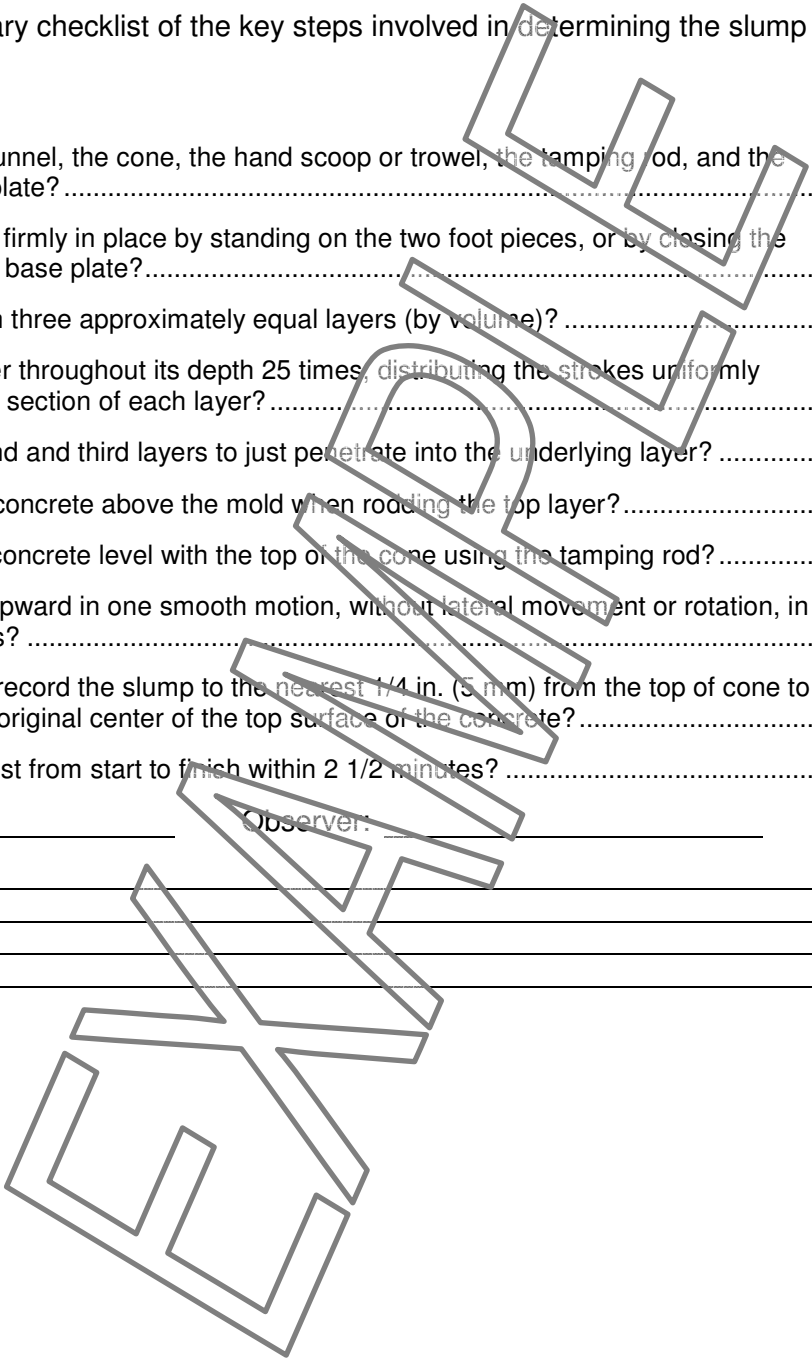 ary checklist of the key steps involved in determining the slump
unnel, the cone, the hand scoop or trowel, the tamping rod, and the
plate?
firmly in place by standing on the two foot pieces, or by closing the
base plate?
three approximately equal layers (by volume)?
er throughout its depth 25 times, distributing the strokes uniformly
section of each layer?
nd and third layers to just penetrate into the underlying layer?
concrete above the mold when rodding the top layer?
concrete level with the top of the cone using the tamping rod?
pward in one smooth motion, without lateral movement or rotation, in
s?
record the slump to the nearest 1/4 in. (5 mm) from the top of cone to
original center of the top surface of the concrete?
st from start to finish within 2 1/2 minutes?
Observer:
EXAMPLE